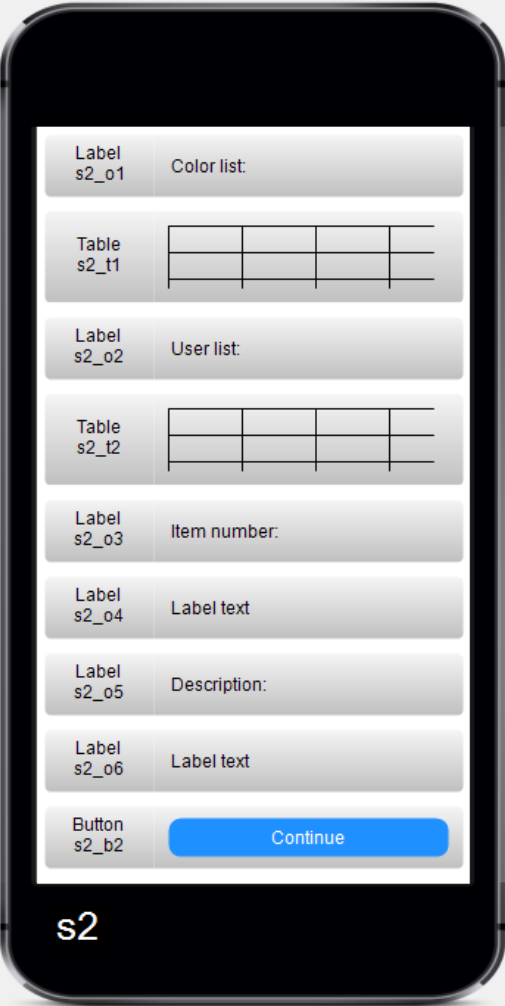 Label
s2_o1
Color list:
Table
s2_t1
Label
s2_o2
User list:
Table
s2_t2
Label
s2_o3
Item number:
Label
s2_o4
Label text
Label
s2_o5
Description:
Label
s2_o6
Label text
Button
s2_b2
Continue
s2